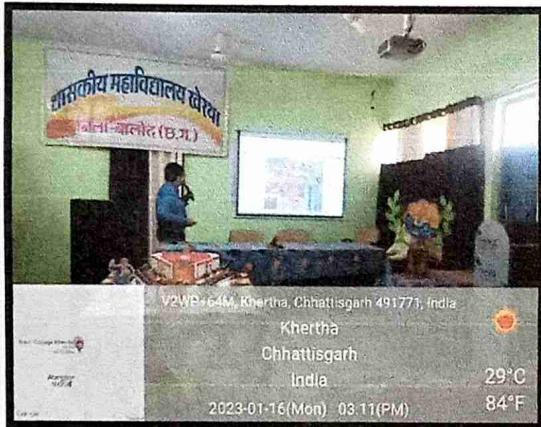 शासकीय महाविद्यालय खेरथा
जिला-बालोद (छ.ग.)
V2WP+64M, Khertha, Chhattisgarh 491771, India
Khertha
Chhattisgarh
India
29°C
84°F
2023-01-16(Mon) 03:11(PM)